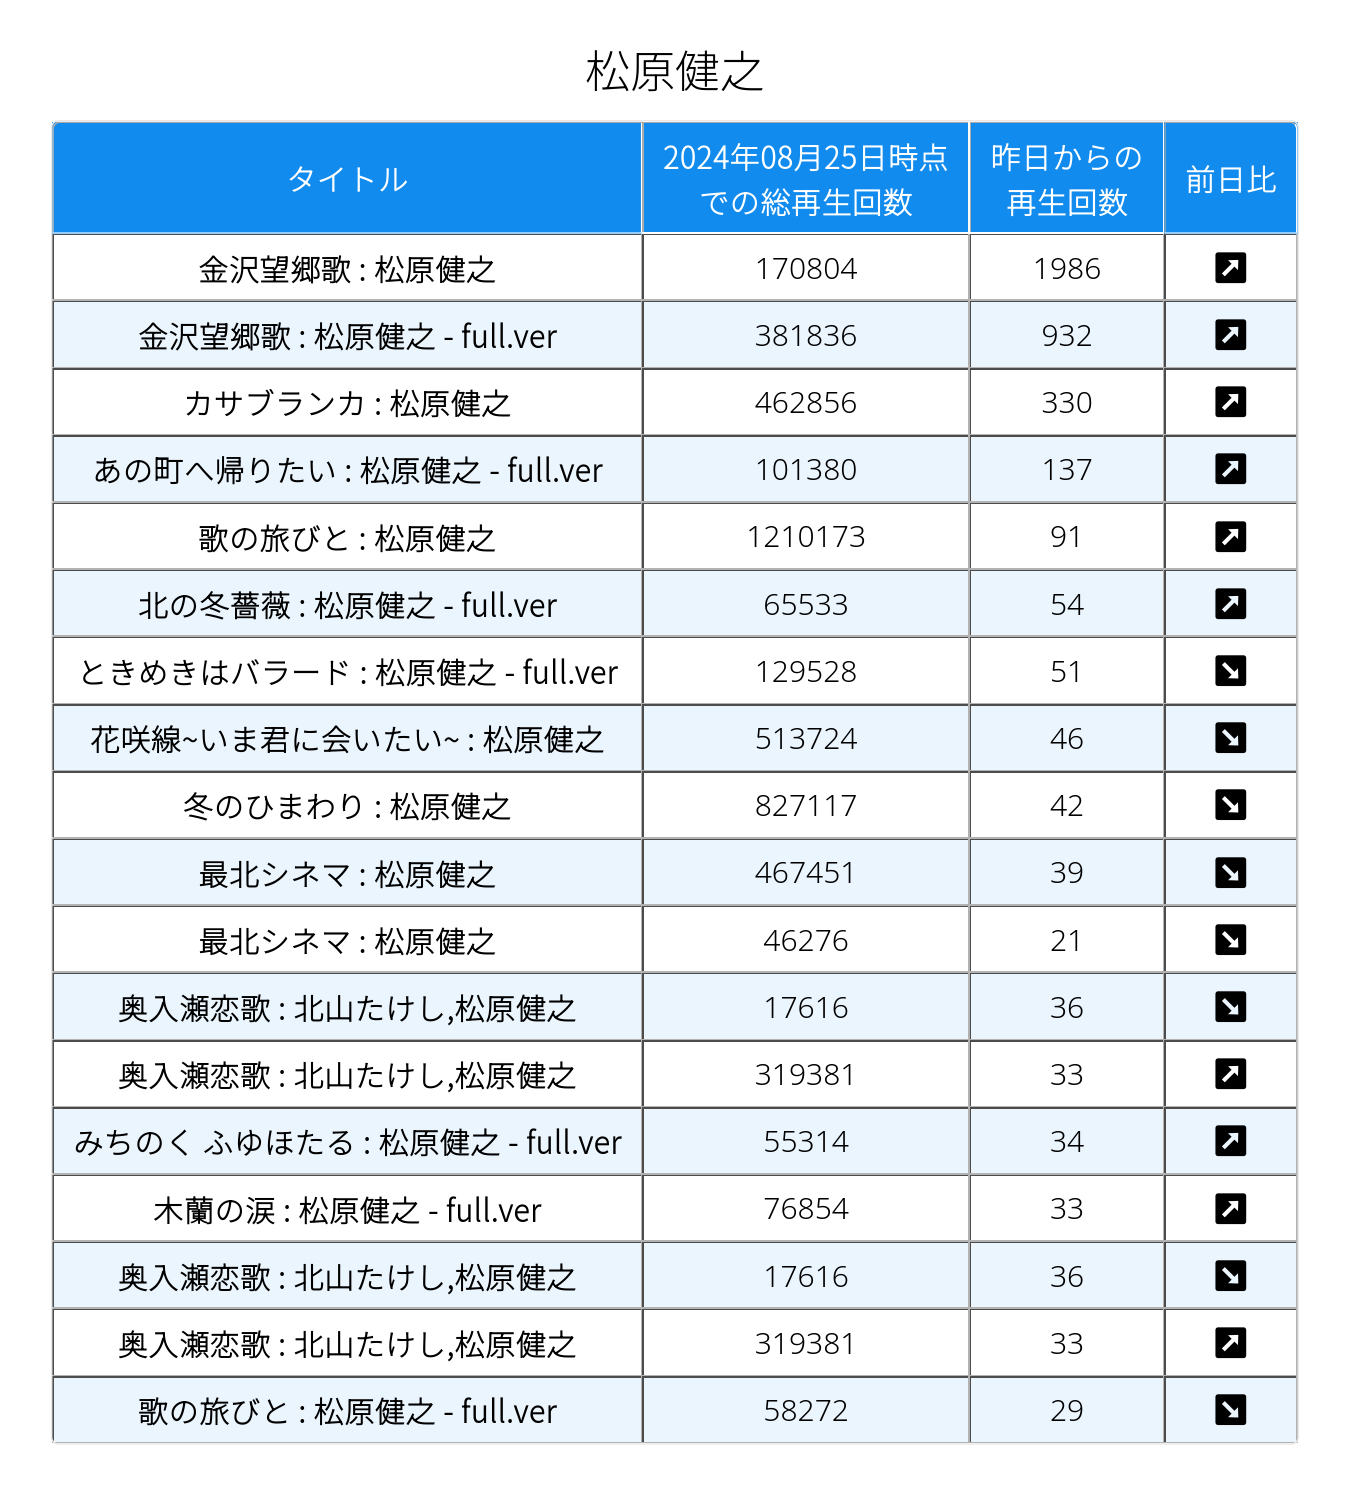 松原健之
タイトル
2024年08月25日時点
での総再生回数
昨日からの
再生回数
前日比
金沢望郷歌 : 松原健之 170804 1986
金沢望郷歌 : 松原健之 - full.ver 381836 932
カサブランカ : 松原健之 462856 330
あの町へ帰りたい : 松原健之 - full.ver 101380 137
歌の旅びと : 松原健之 1210173 91
北の冬薔薇 : 松原健之 - full.ver 65533 54
ときめきはバラード : 松原健之 - full.ver 129528 51
花咲線~いま君に会いたい~ : 松原健之 513724 46
冬のひまわり : 松原健之 827117 42
最北シネマ : 松原健之 467451 39
最北シネマ : 松原健之 46276 21
奥入瀬恋歌 : 北山たけし,松原健之 17616 36
奥入瀬恋歌 : 北山たけし,松原健之 319381 33
みちのく ふゆほたる : 松原健之 - full.ver 55314 34
木蘭の涙 : 松原健之 - full.ver 76854 33
奥入瀬恋歌 : 北山たけし,松原健之 17616 36
奥入瀬恋歌 : 北山たけし,松原健之 319381 33
歌の旅びと : 松原健之 - full.ver 58272 29